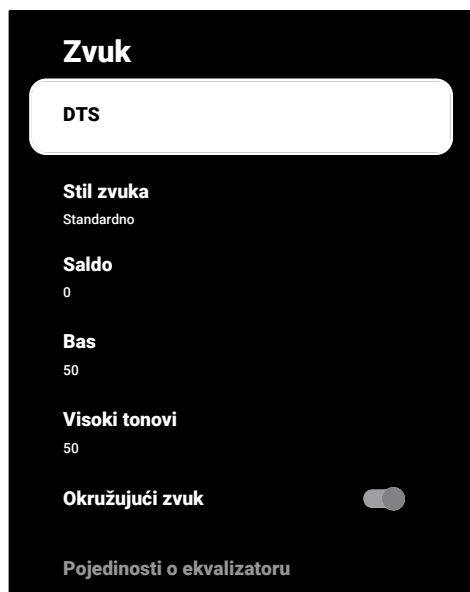 Zvuk
DTS
Stil zvuka
Standardno
Saldo
0
Bas
50
Visoki tonovi
50
Okružujući zvuk
Pojedinosti o ekvalizatoru